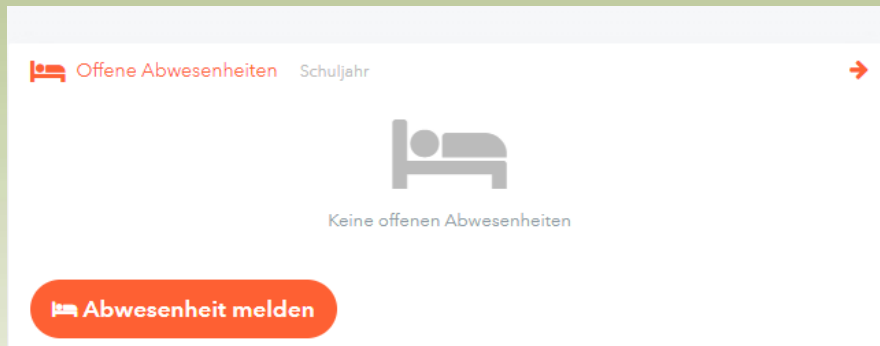 Offene Abwesenheiten Schuljahr
Keine offenen Abwesenheiten
Abwesenheit melden